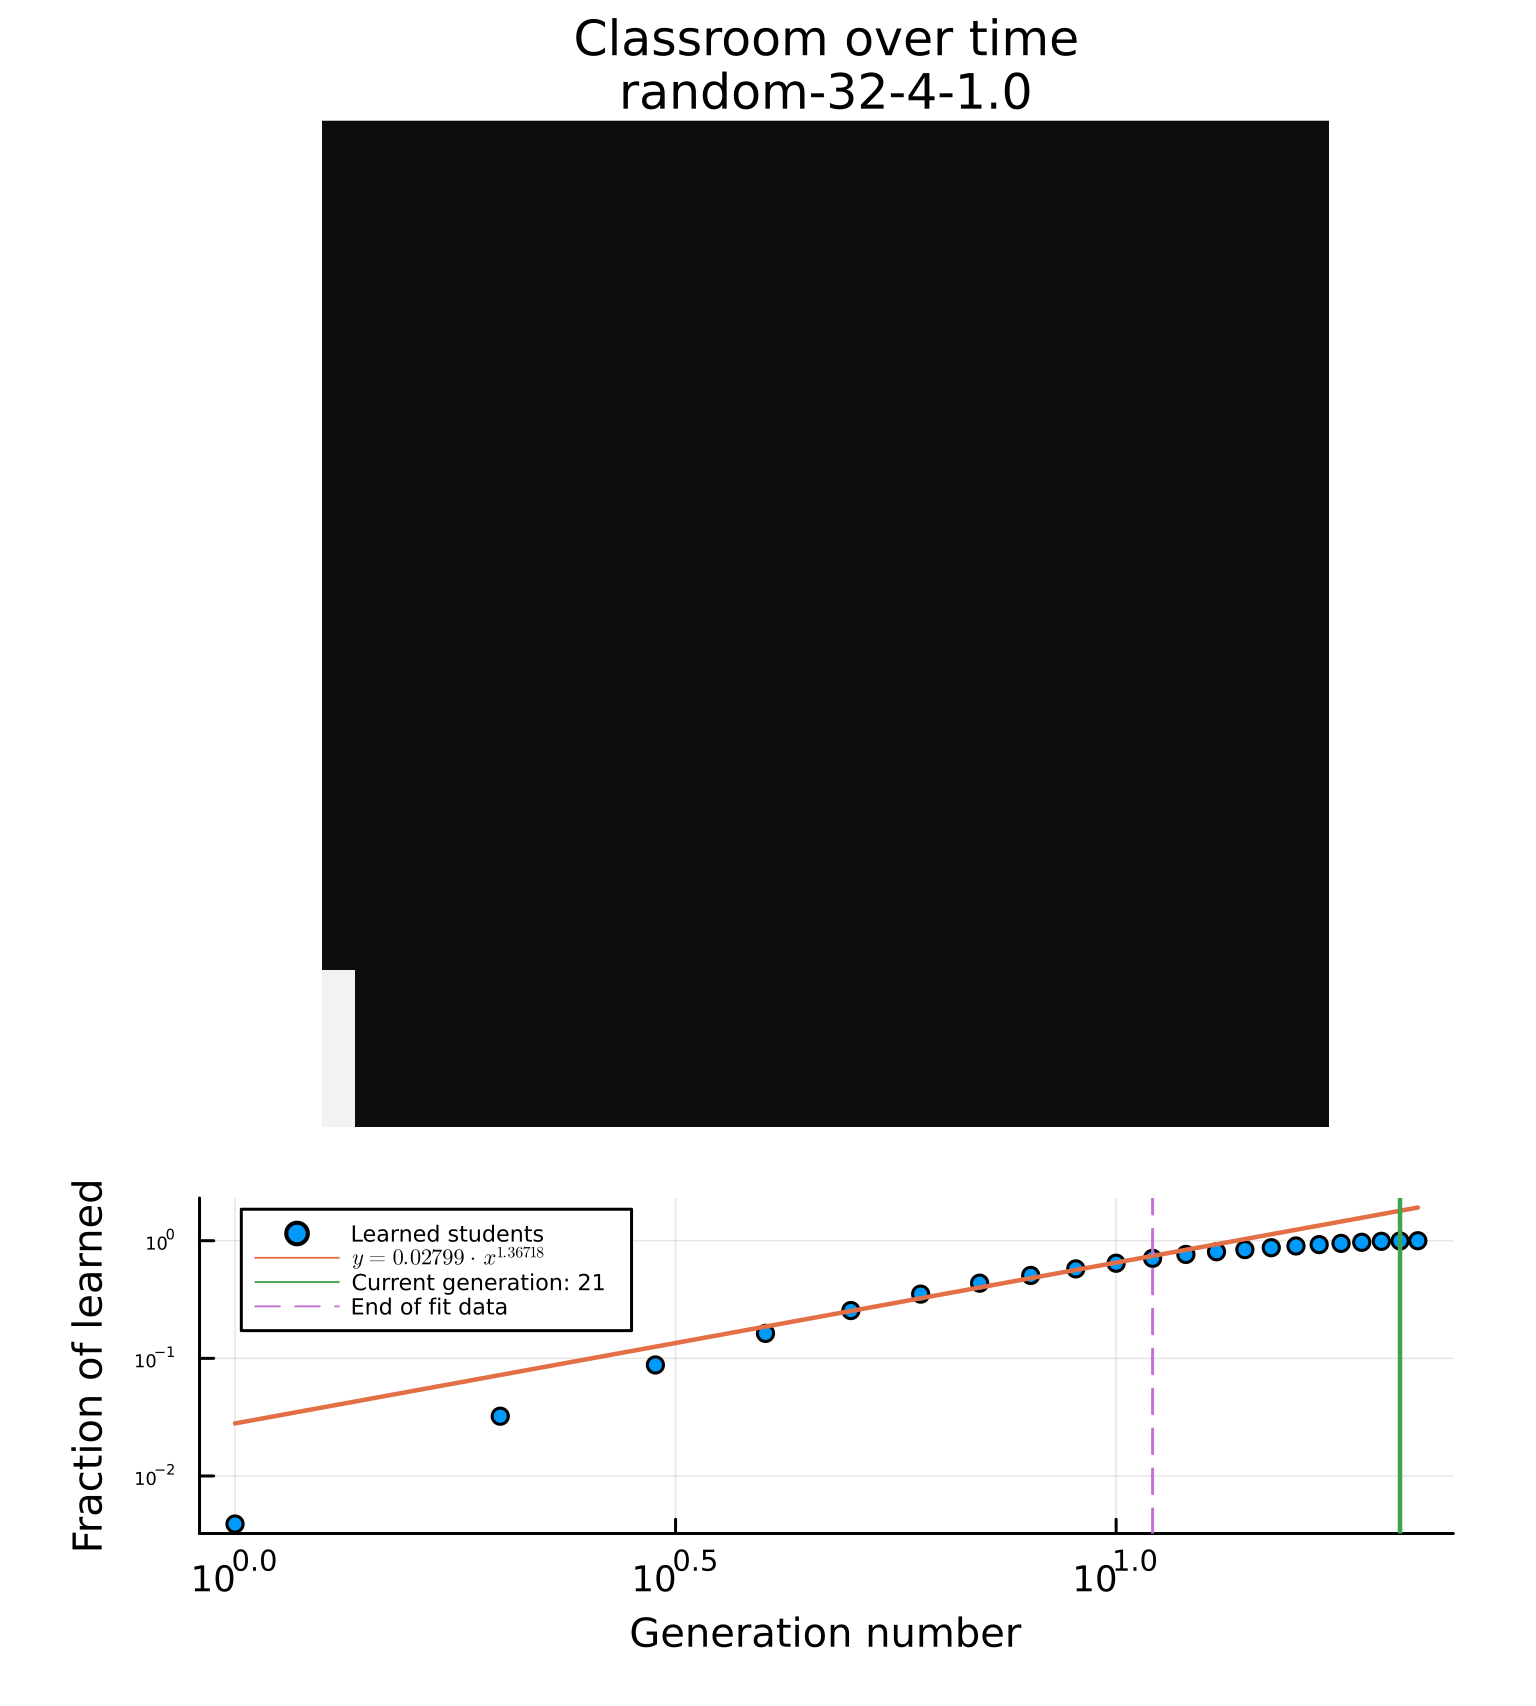 Classroom over time
random-32-4-1.0
Fraction of learned
10^0
10^-1
10^-2
Learned students
y = 0.02799 · x^1.36718
Current generation: 21
End of fit data
10^0.0
10^0.5
10^1.0
Generation number